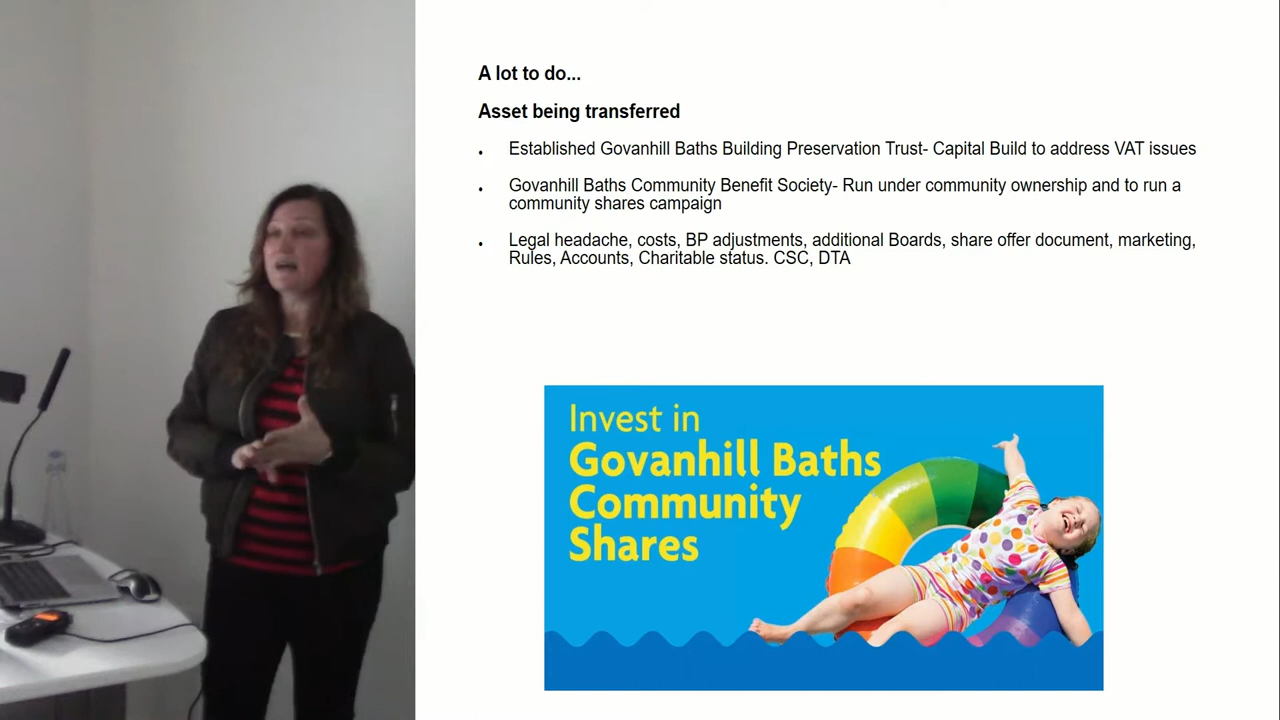 A lot to do...
Asset being transferred
• Established Govanhill Baths Building Preservation Trust- Capital Build to address VAT issues
• Govanhill Baths Community Benefit Society- Run under community ownership and to run a
community shares campaign
• Legal headache, costs, BP adjustments, additional Boards, share offer document, marketing,
Rules, Accounts, Charitable status. CSC, DTA
Invest in
Govanhill Baths
Community
Shares